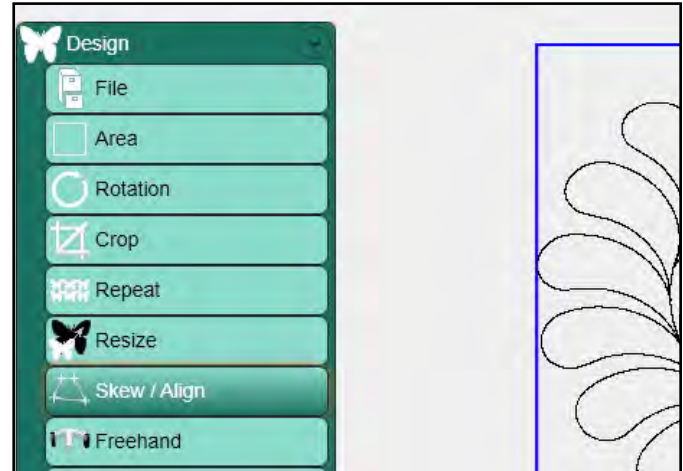 Design
File
Area
Rotation
Crop
Repeat
Resize
Skew / Align
Freehand